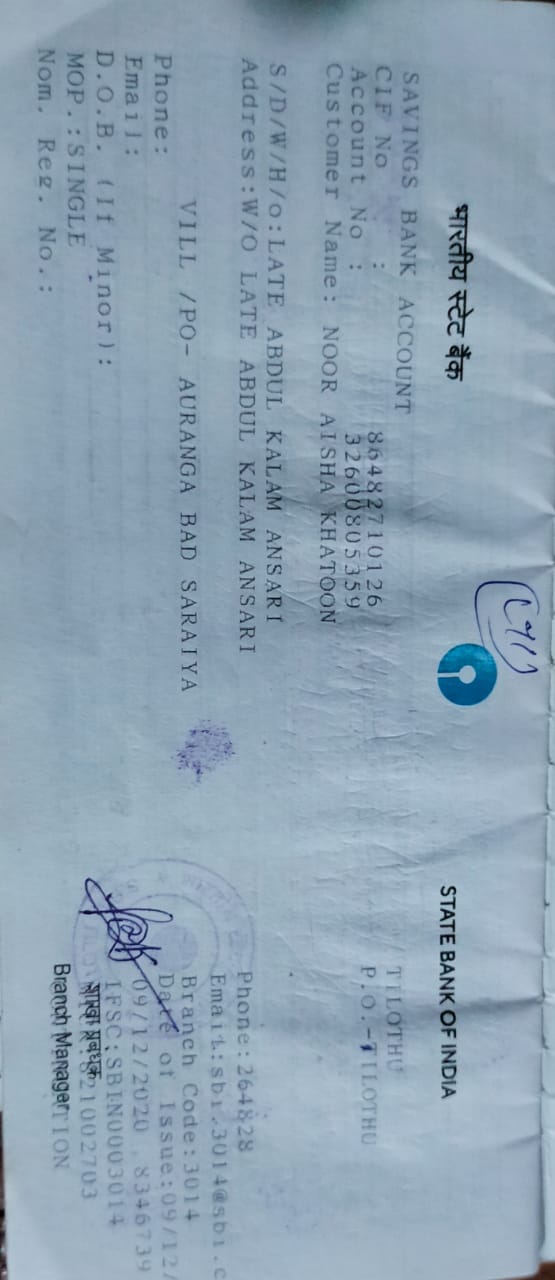 भारतीय स्टेट बैंक
STATE BANK OF INDIA
SAVINGS BANK ACCOUNT
TILOTHU
CIF No : 86482710126
P.O.-TILOTHU
Account No : 32600805359
Customer Name: NOOR AISHA KHATOON
S/D/W/H/o:LATE ABDUL KALAM ANSARI
Address:W/O LATE ABDUL KALAM ANSARI
Phone:264828
Email:sbi.3014@sbi.c
VILL /PO- AURANGA BAD SARAIYA
Branch Code:3014
Phone:
Date of Issue:09/12/
Email:
09/12/2020 8346739
D.O.B. (If Minor):
IFSC:SBIN0003014
MOP.:SINGLE
शाखा प्रबंधक
821002703
Nom. Reg. No.:
Branch Manager